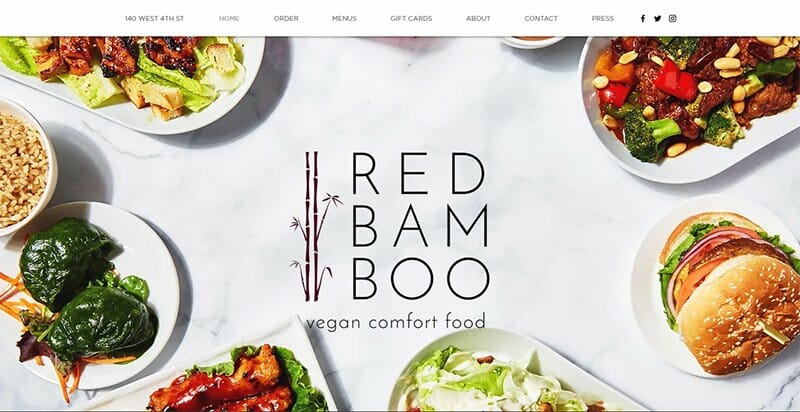 140 WEST 4TH ST HOME ORDER MENUS GIFT CARDS ABOUT CONTACT PRESS
RED
BAM
BOO
vegan comfort food